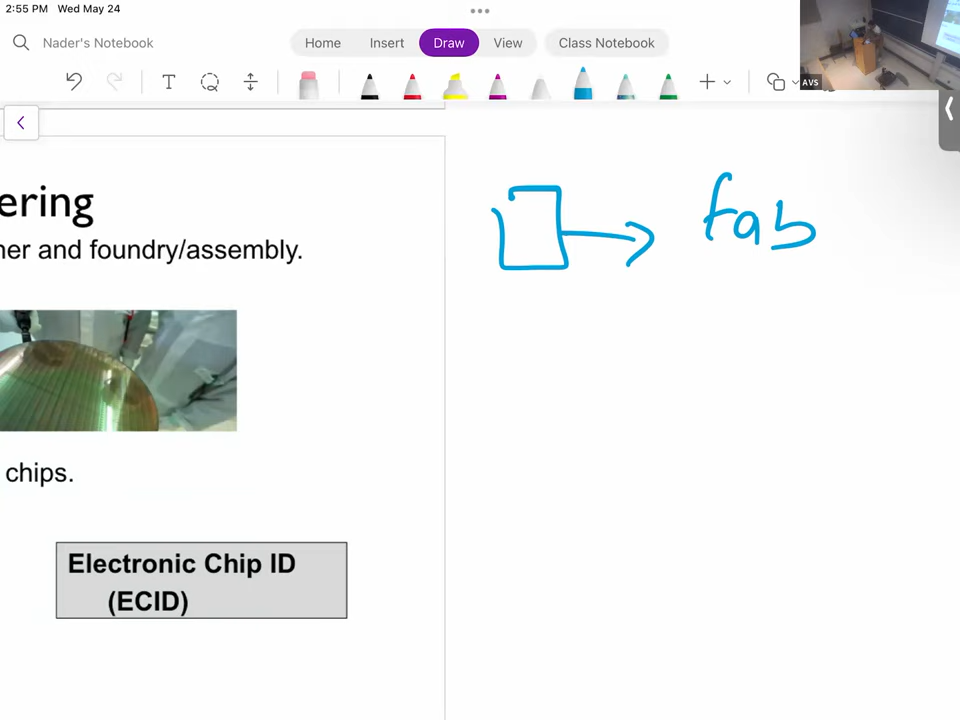 2:55 PM Wed May 24
Nader's Notebook
Home Insert Draw View Class Notebook
T
AVS
ering
ner and foundry/assembly.
fab
chips.
Electronic Chip ID
(ECID)